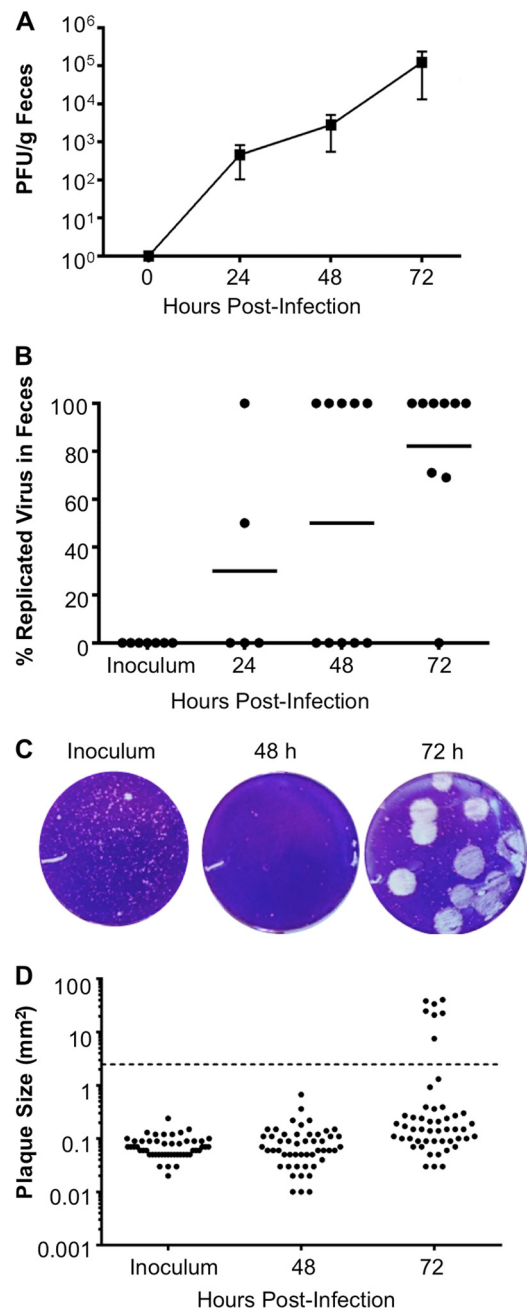 A
10⁶
10⁵
10⁴
10³
10²
10¹
10⁰
PFU/g Feces
0 24 48 72
Hours Post-Infection
B
100
80
60
40
20
0
% Replicated Virus in Feces
Inoculum 24 48 72
Hours Post-Infection
C
Inoculum 48 h 72 h
D
100
10
1
0.1
0.01
0.001
Plaque Size (mm²)
Inoculum 48 72
Hours Post-Infection